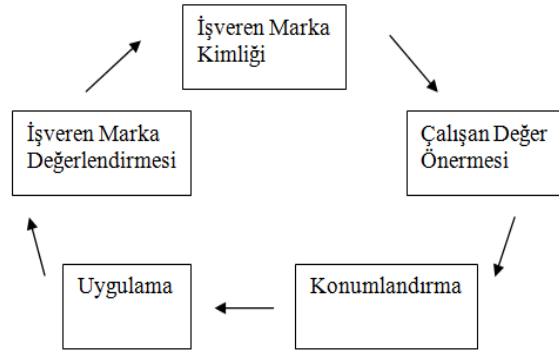 İşveren Marka
Kimliği
İşveren Marka
Değerlendirmesi
Çalışan Değer
Önermesi
Uygulama
Konumlandırma